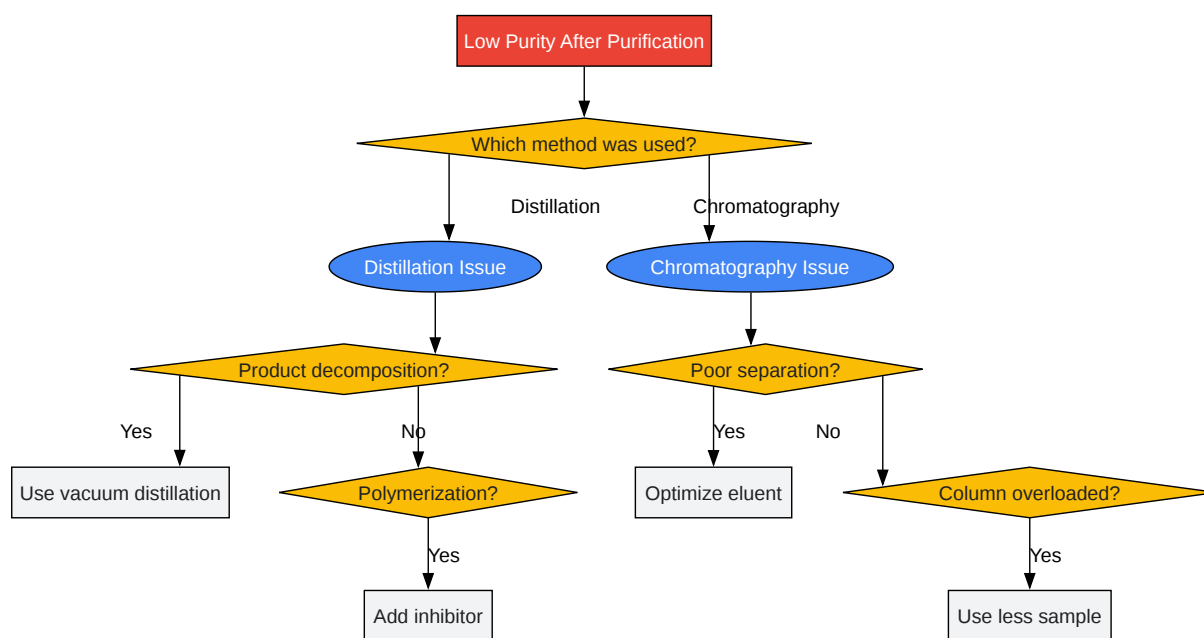 Low Purity After Purification
Which method was used?
Distillation
Chromatography
Distillation Issue
Chromatography Issue
Product decomposition?
Poor separation?
Yes
No
Yes
No
Use vacuum distillation
Polymerization?
Optimize eluent
Column overloaded?
Yes
Yes
Add inhibitor
Use less sample